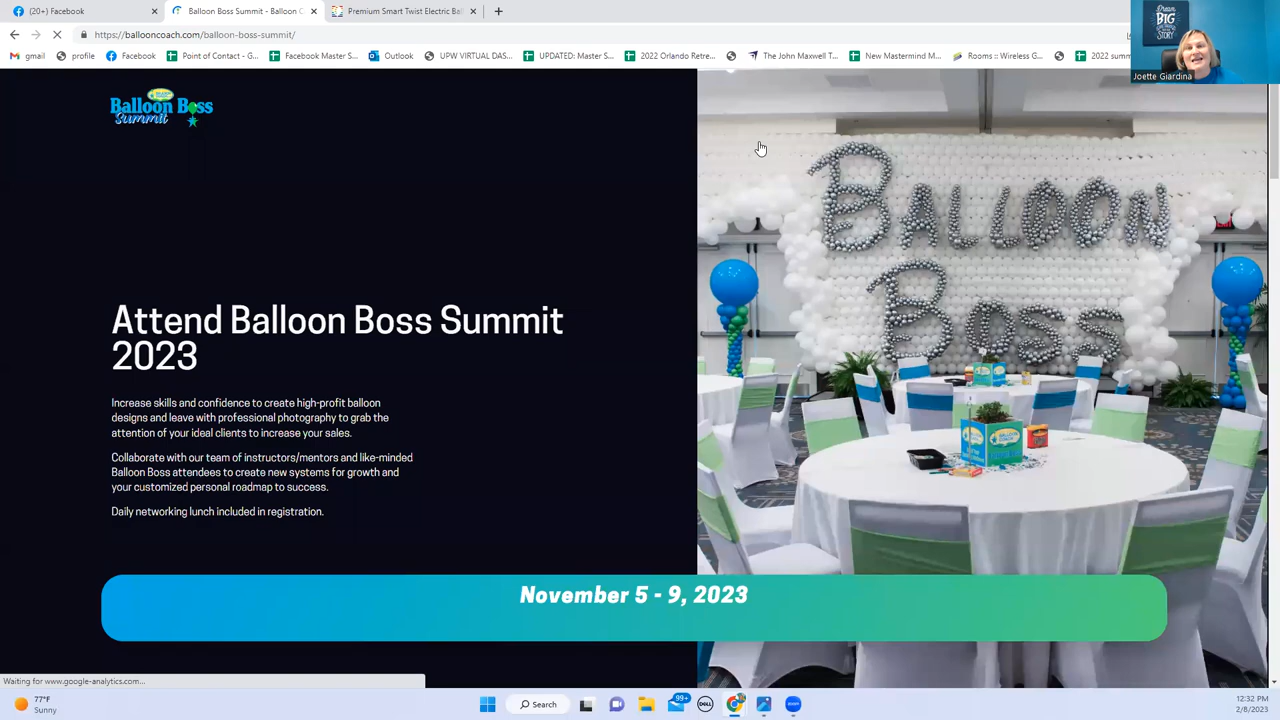 (20+) Facebook
Balloon Boss Summit - Balloon C
Premium Smart Twist Electric Bal
https://ballooncoach.com/balloon-boss-summit/
gmail
profile
Facebook
Point of Contact - G...
Facebook Master S...
Outlook
UPW VIRTUAL DAS...
UPDATED: Master S...
2022 Orlando Retre...
The John Maxwell T...
New Mastermind M...
Rooms :: Wireless G...
2022 summ
Dream
BIG
STORY
Joette Giardina
Balloon Boss
Summit
BALLOON
BOSS
Attend Balloon Boss Summit
2023
Increase skills and confidence to create high-profit balloon
designs and leave with professional photography to grab the
attention of your ideal clients to increase your sales.
Collaborate with our team of instructors/mentors and like-minded
Balloon Boss attendees to create new systems for growth and
your customized personal roadmap to success.
Daily networking lunch included in registration.
November 5 - 9, 2023
Waiting for www.google-analytics.com...
77°F
Sunny
Search
99+
DELL
zoom
12:32 PM
2/8/2023